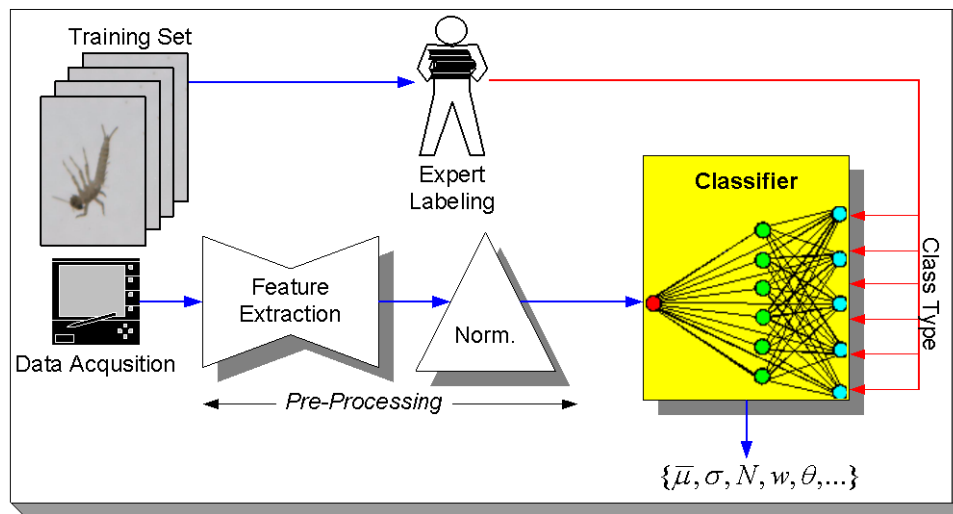 Training Set
Expert
Labeling
Classifier
Class Type
Feature
Extraction
Norm.
Data Acqusition
Pre-Processing
{μ̅, σ, N, w, θ,...}